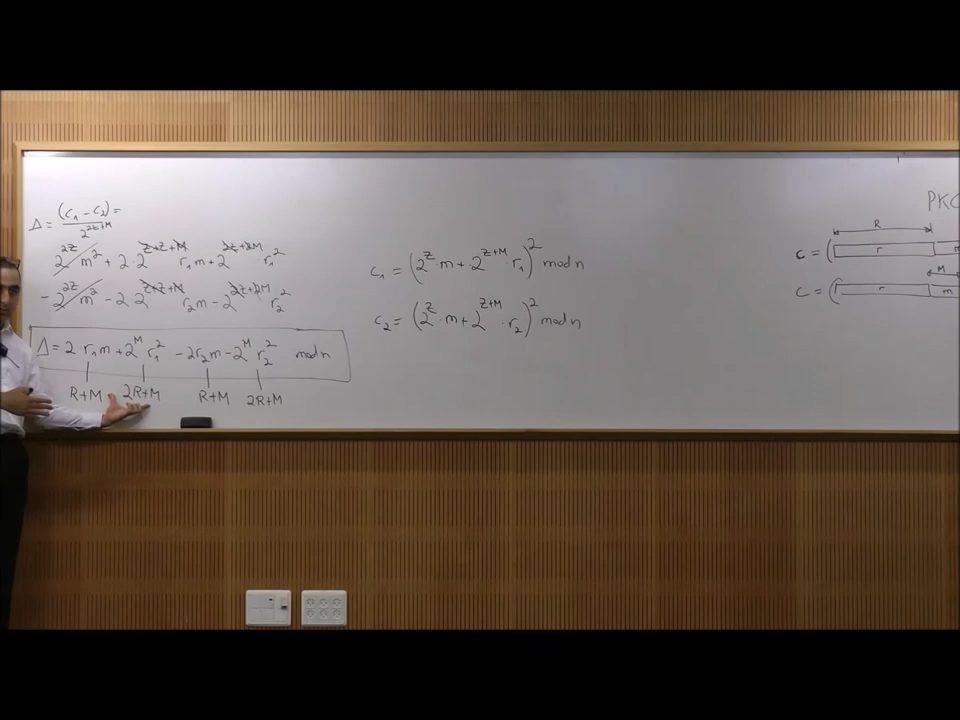 Δ = (c₁ - c₂) / 2^{2Z+M} =
2^{2Z} m² + 2·2^{Z+Z+M} r₁m + 2^{2Z+2M} · r₁²
- 2^{2Z} m² - 2·2^{Z+Z+M} r₂m - 2^{2Z+2M} r₂²
Δ = 2 r₁m + 2^M r₁² - 2r₂m - 2^M r₂² mod n
R+M 2R+M R+M 2R+M
c₁ = (2^Z m + 2^{Z+M} · r₁)² mod n
c₂ = (2^Z · m + 2^{Z+M} · r₂)² mod n
PKC
R
c = ( r m
M
c = ( r m